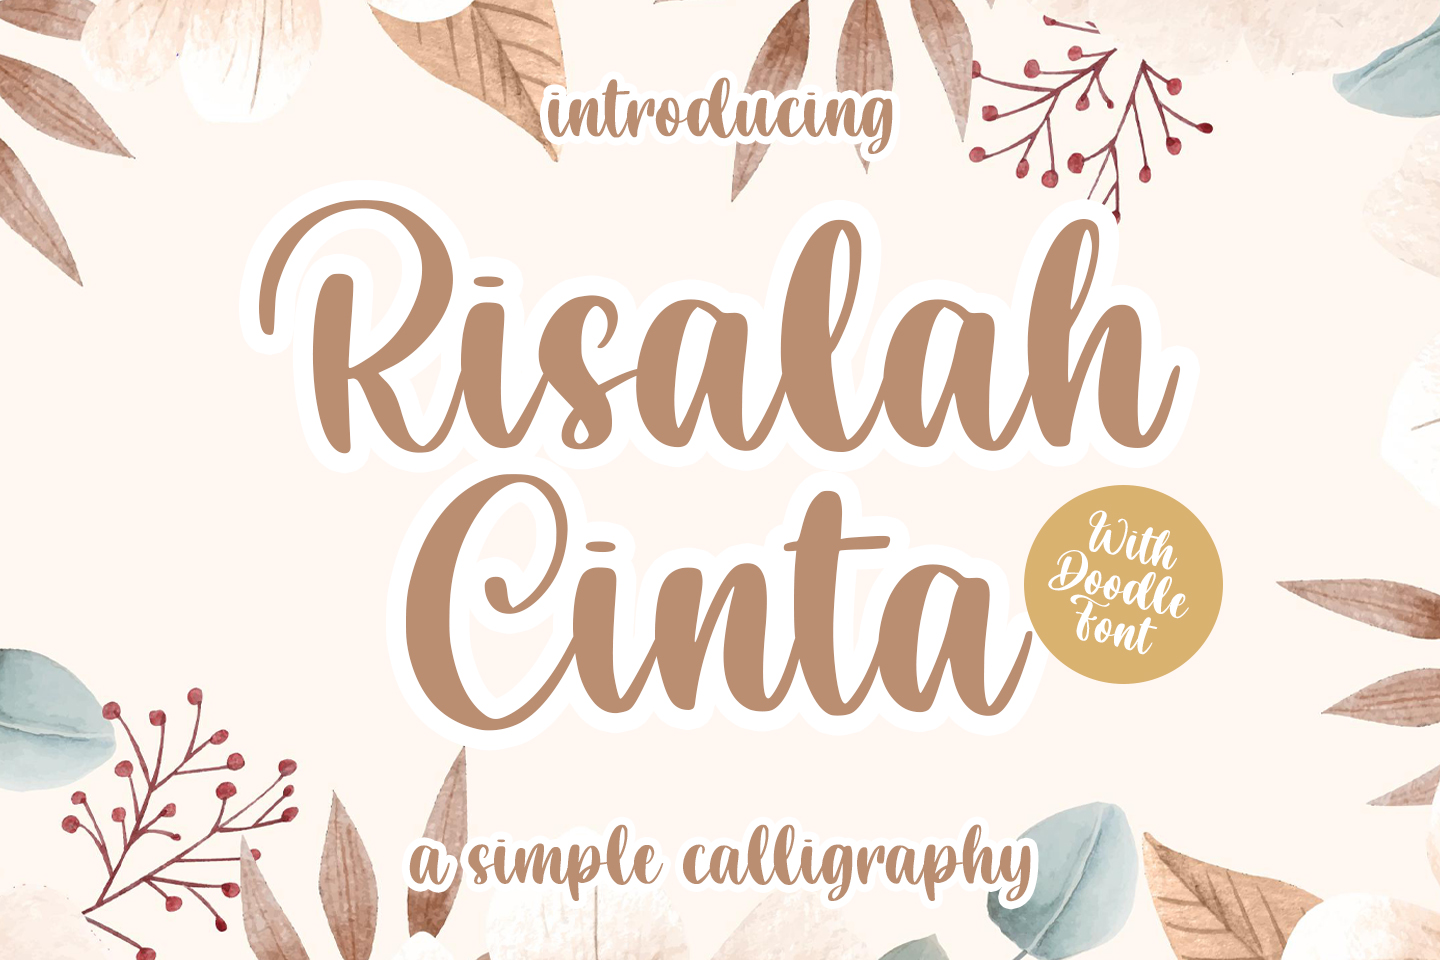 introducing
Risalah
Cinta
With
Doodle
Font
a simple calligraphy